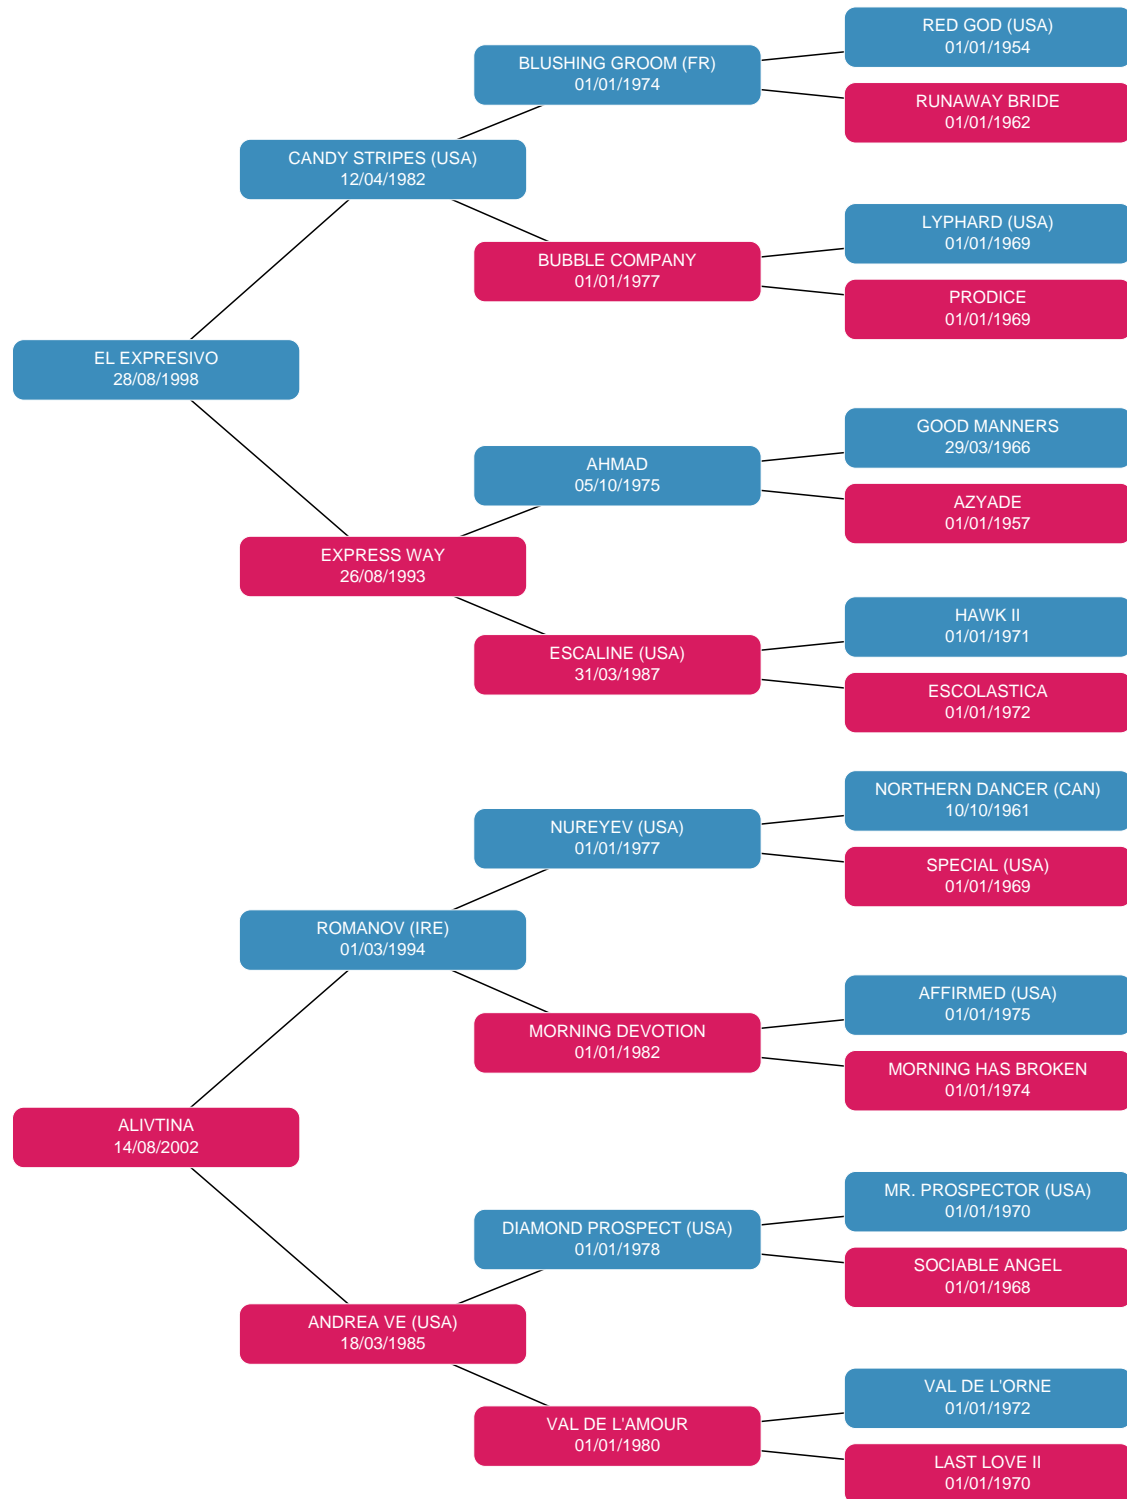 RED GOD (USA)
01/01/1954
BLUSHING GROOM (FR)
01/01/1974
RUNAWAY BRIDE
01/01/1962
CANDY STRIPES (USA)
12/04/1982
LYPHARD (USA)
01/01/1969
BUBBLE COMPANY
01/01/1977
PRODICE
01/01/1969
EL EXPRESIVO
28/08/1998
GOOD MANNERS
29/03/1966
AHMAD
05/10/1975
AZYADE
01/01/1957
EXPRESS WAY
26/08/1993
HAWK II
01/01/1971
ESCALINE (USA)
31/03/1987
ESCOLASTICA
01/01/1972
NORTHERN DANCER (CAN)
10/10/1961
NUREYEV (USA)
01/01/1977
SPECIAL (USA)
01/01/1969
ROMANOV (IRE)
01/03/1994
AFFIRMED (USA)
01/01/1975
MORNING DEVOTION
01/01/1982
MORNING HAS BROKEN
01/01/1974
ALIVTINA
14/08/2002
MR. PROSPECTOR (USA)
01/01/1970
DIAMOND PROSPECT (USA)
01/01/1978
SOCIABLE ANGEL
01/01/1968
ANDREA VE (USA)
18/03/1985
VAL DE L'ORNE
01/01/1972
VAL DE L'AMOUR
01/01/1980
LAST LOVE II
01/01/1970